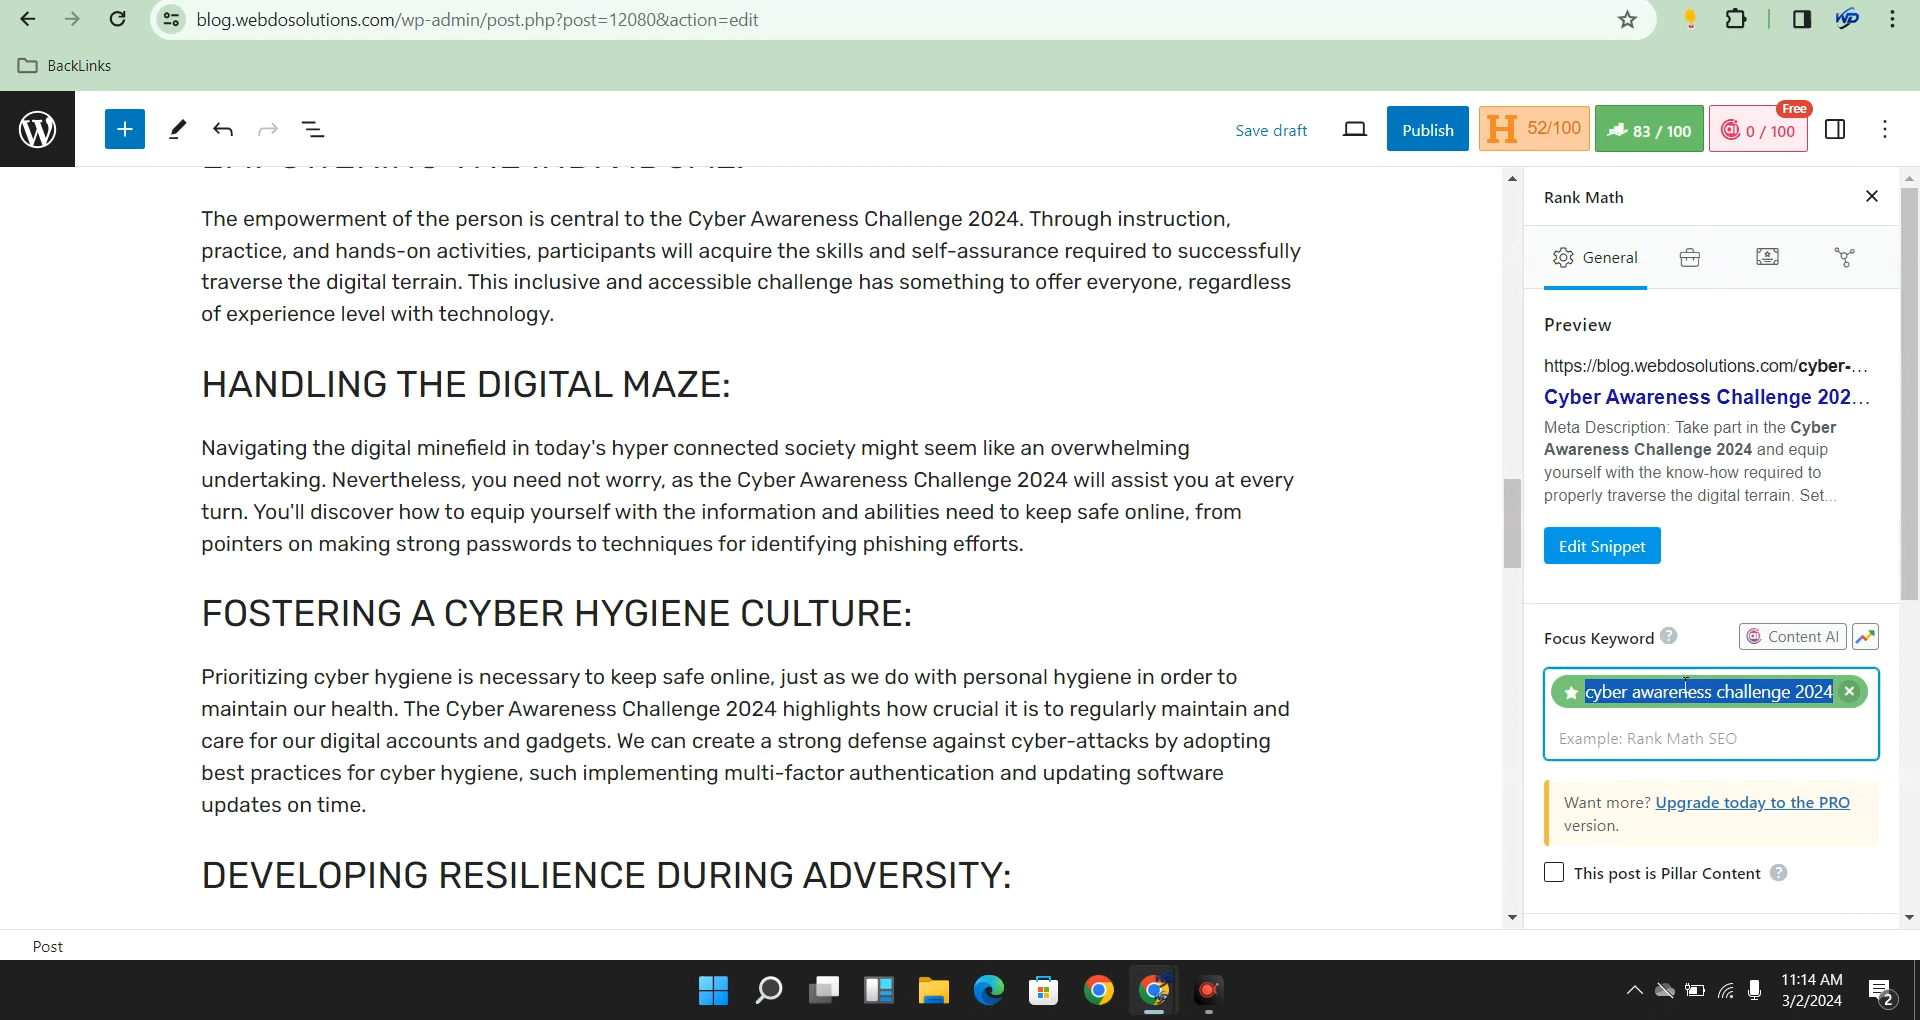 blog.webdosolutions.com/wp-admin/post.php?post=12080&action=edit
BackLinks
Save draft
Publish
H 52/100
83 / 100
Free
0 / 100
The empowerment of the person is central to the Cyber Awareness Challenge 2024. Through instruction,
practice, and hands-on activities, participants will acquire the skills and self-assurance required to successfully
traverse the digital terrain. This inclusive and accessible challenge has something to offer everyone, regardless
of experience level with technology.
HANDLING THE DIGITAL MAZE:
Navigating the digital minefield in today's hyper connected society might seem like an overwhelming
undertaking. Nevertheless, you need not worry, as the Cyber Awareness Challenge 2024 will assist you at every
turn. You'll discover how to equip yourself with the information and abilities need to keep safe online, from
pointers on making strong passwords to techniques for identifying phishing efforts.
FOSTERING A CYBER HYGIENE CULTURE:
Prioritizing cyber hygiene is necessary to keep safe online, just as we do with personal hygiene in order to
maintain our health. The Cyber Awareness Challenge 2024 highlights how crucial it is to regularly maintain and
care for our digital accounts and gadgets. We can create a strong defense against cyber-attacks by adopting
best practices for cyber hygiene, such implementing multi-factor authentication and updating software
updates on time.
DEVELOPING RESILIENCE DURING ADVERSITY:
Rank Math
General
Preview
https://blog.webdosolutions.com/cyber-...
Cyber Awareness Challenge 202...
Meta Description: Take part in the Cyber
Awareness Challenge 2024 and equip
yourself with the know-how required to
properly traverse the digital terrain. Set...
Edit Snippet
Focus Keyword
Content AI
cyber awareness challenge 2024
Example: Rank Math SEO
Want more? Upgrade today to the PRO
version.
This post is Pillar Content
Post
11:14 AM
3/2/2024
2